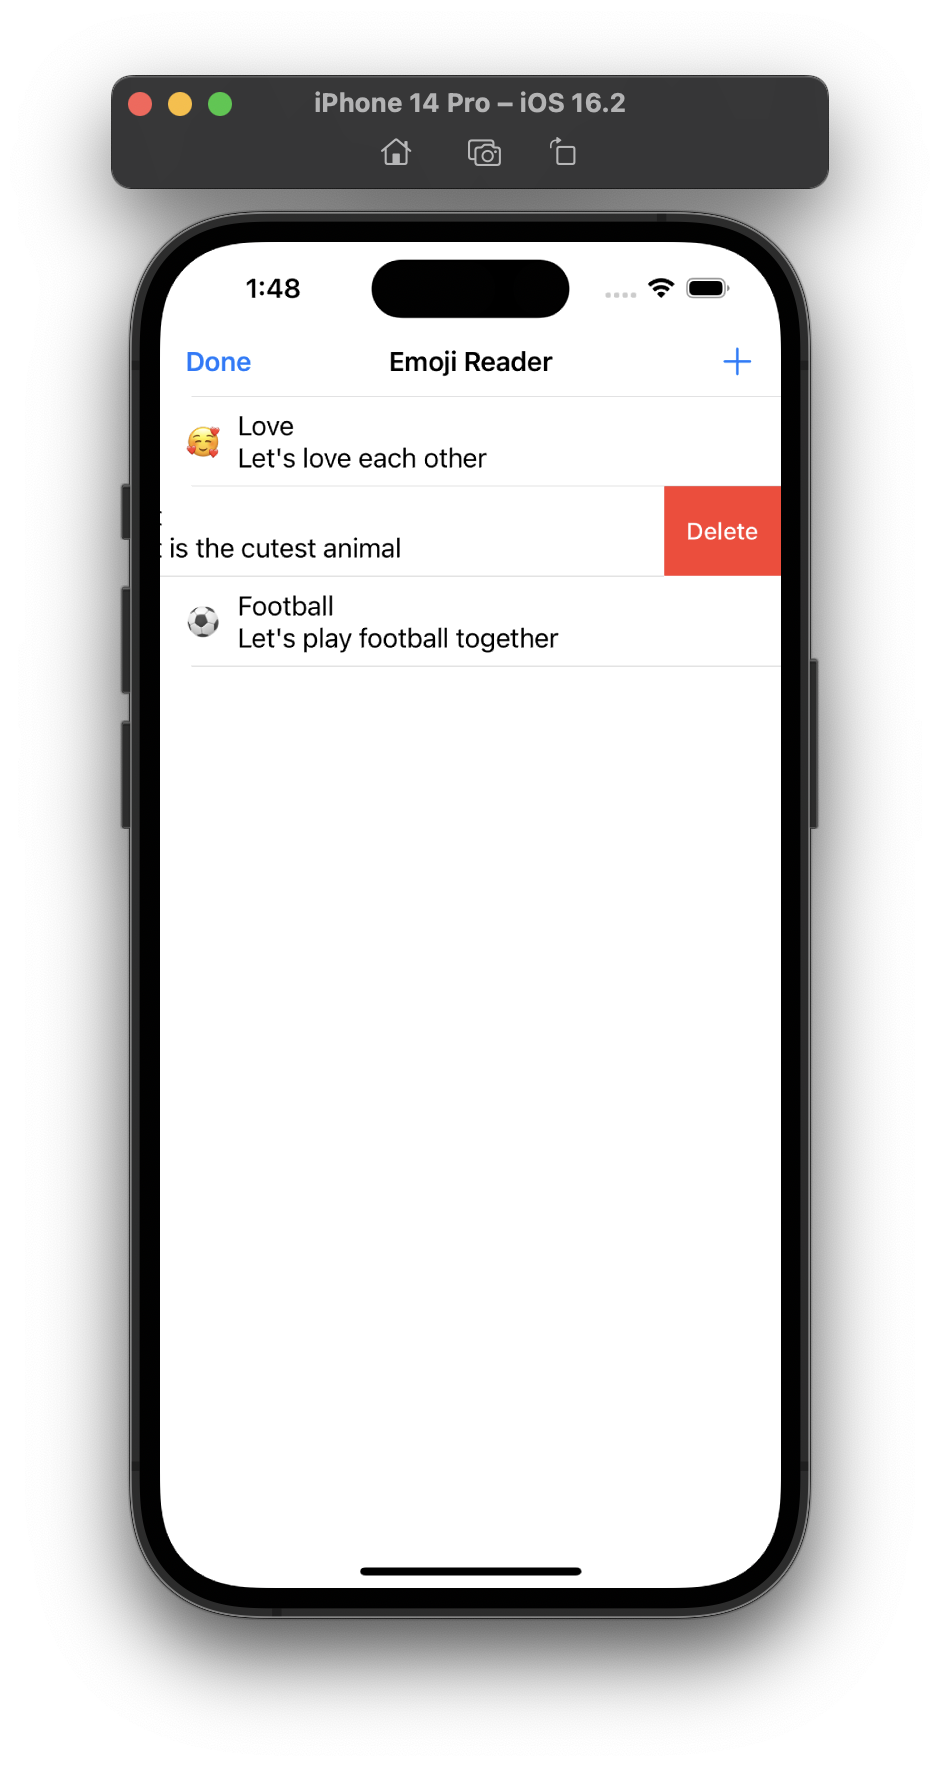 iPhone 14 Pro – iOS 16.2
1:48
Done Emoji Reader
Love
Let's love each other
is the cutest animal
Delete
Football
Let's play football together